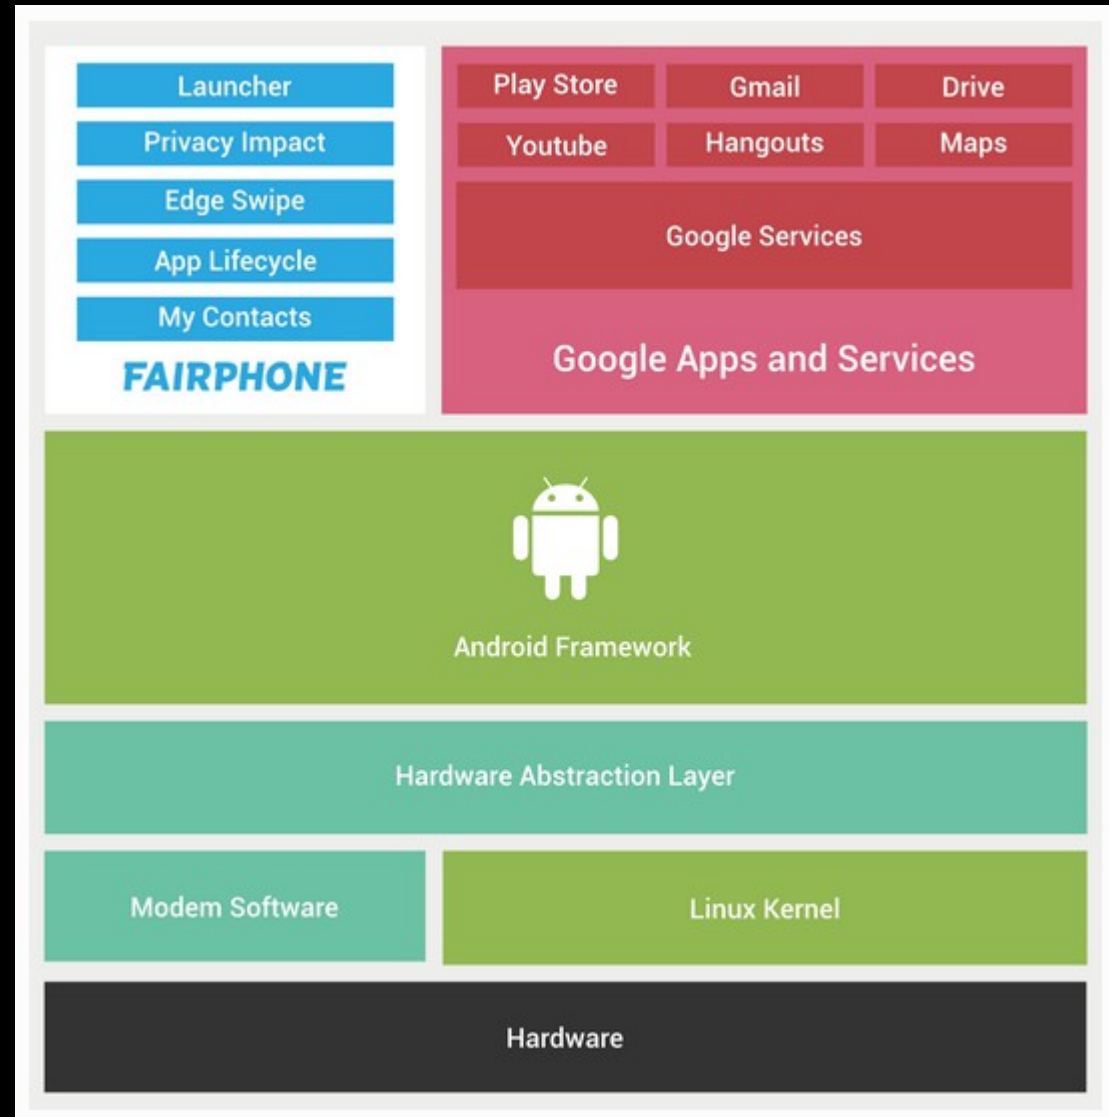 Launcher
Privacy Impact
Edge Swipe
App Lifecycle
My Contacts
FAIRPHONE
Play Store
Gmail
Drive
Youtube
Hangouts
Maps
Google Services
Google Apps and Services
Android Framework
Hardware Abstraction Layer
Modem Software
Linux Kernel
Hardware